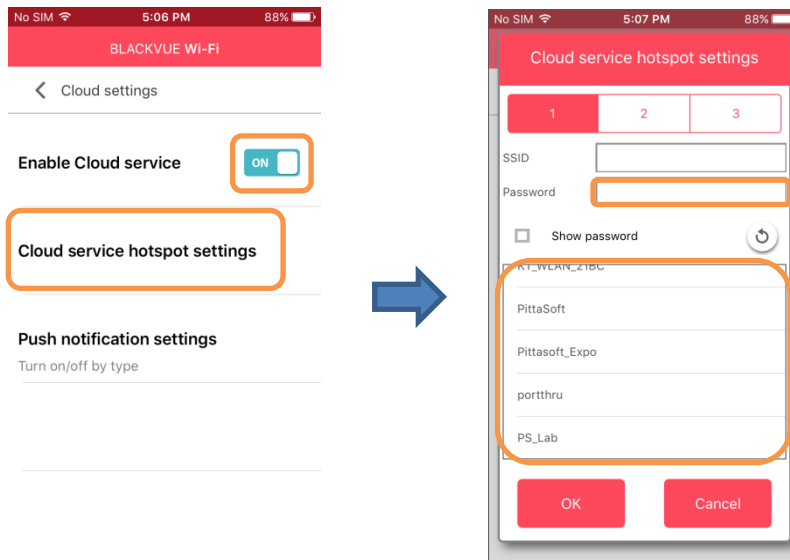 No SIM 5:06 PM 88%
BLACKVUE Wi-Fi
Cloud settings
Enable Cloud service ON
Cloud service hotspot settings
Push notification settings
Turn on/off by type
No SIM 5:07 PM 88%
Cloud service hotspot settings
1 2 3
SSID
Password
Show password
KT_WLAN_21BC
PittaSoft
Pittasoft_Expo
portthru
PS_Lab
OK Cancel